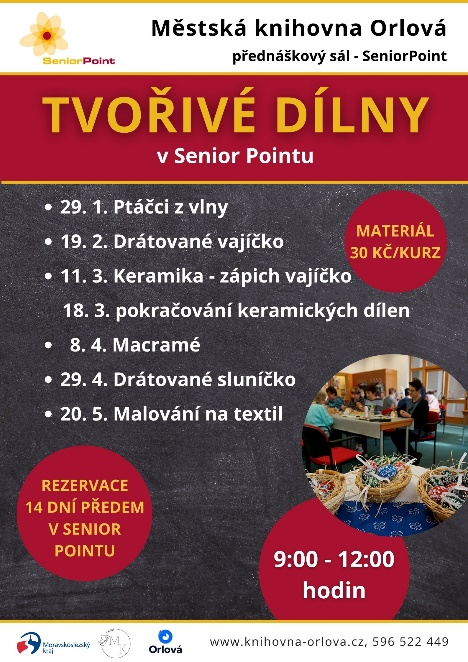 SeniorPoint
Městská knihovna Orlová
přednáškový sál - SeniorPoint
TVOŘIVÉ DÍLNY
v Senior Pointu
• 29. 1. Ptáčci z vlny
• 19. 2. Drátované vajíčko
• 11. 3. Keramika - zápich vajíčko
18. 3. pokračování keramických dílen
• 8. 4. Macramé
• 29. 4. Drátované sluníčko
• 20. 5. Malování na textil
MATERIÁL
30 KČ/KURZ
REZERVACE
14 DNÍ PŘEDEM
V SENIOR
POINTU
9:00 - 12:00
hodin
Moravskoslezský
kraj
Orlová
www.knihovna-orlova.cz, 596 522 449